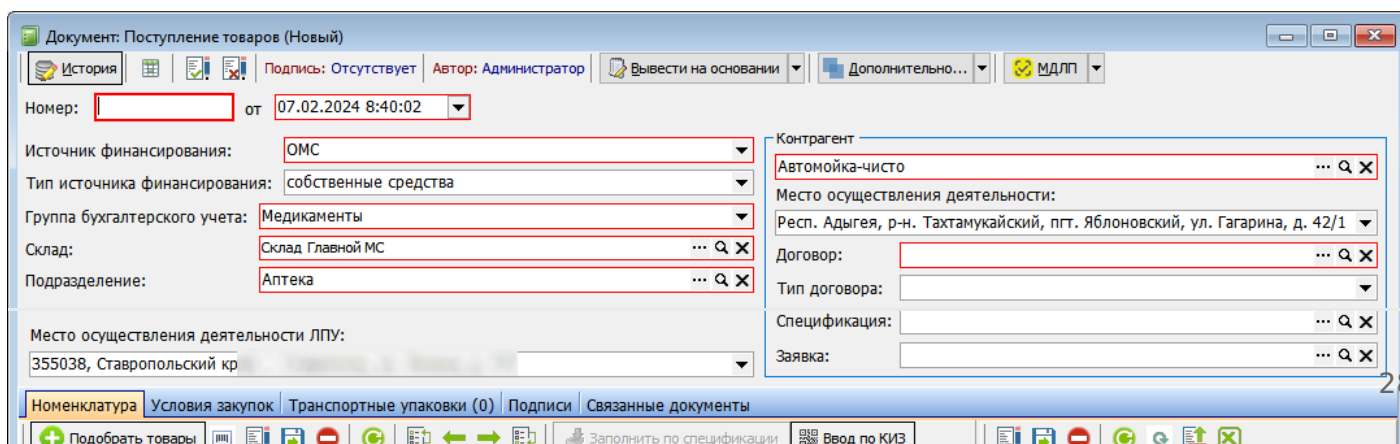 Документ: Поступление товаров (Новый)
История Подпись: Отсутствует Автор: Администратор Вывести на основании Дополнительно... МДЛП
Номер: от 07.02.2024 8:40:02
Источник финансирования: ОМС
Тип источника финансирования: собственные средства
Группа бухгалтерского учета: Медикаменты
Склад: Склад Главной МС
Подразделение: Аптека
Место осуществления деятельности ЛПУ:
355038, Ставропольский кр
Контрагент
Автомойка-чисто
Место осуществления деятельности:
Респ. Адыгея, р-н. Тахтамукайский, пгт. Яблоновский, ул. Гагарина, д. 42/1
Договор:
Тип договора:
Спецификация:
Заявка:
Номенклатура Условия закупок Транспортные упаковки (0) Подписи Связанные документы
Подобрать товары Заполнить по спецификации Ввод по КИЗ